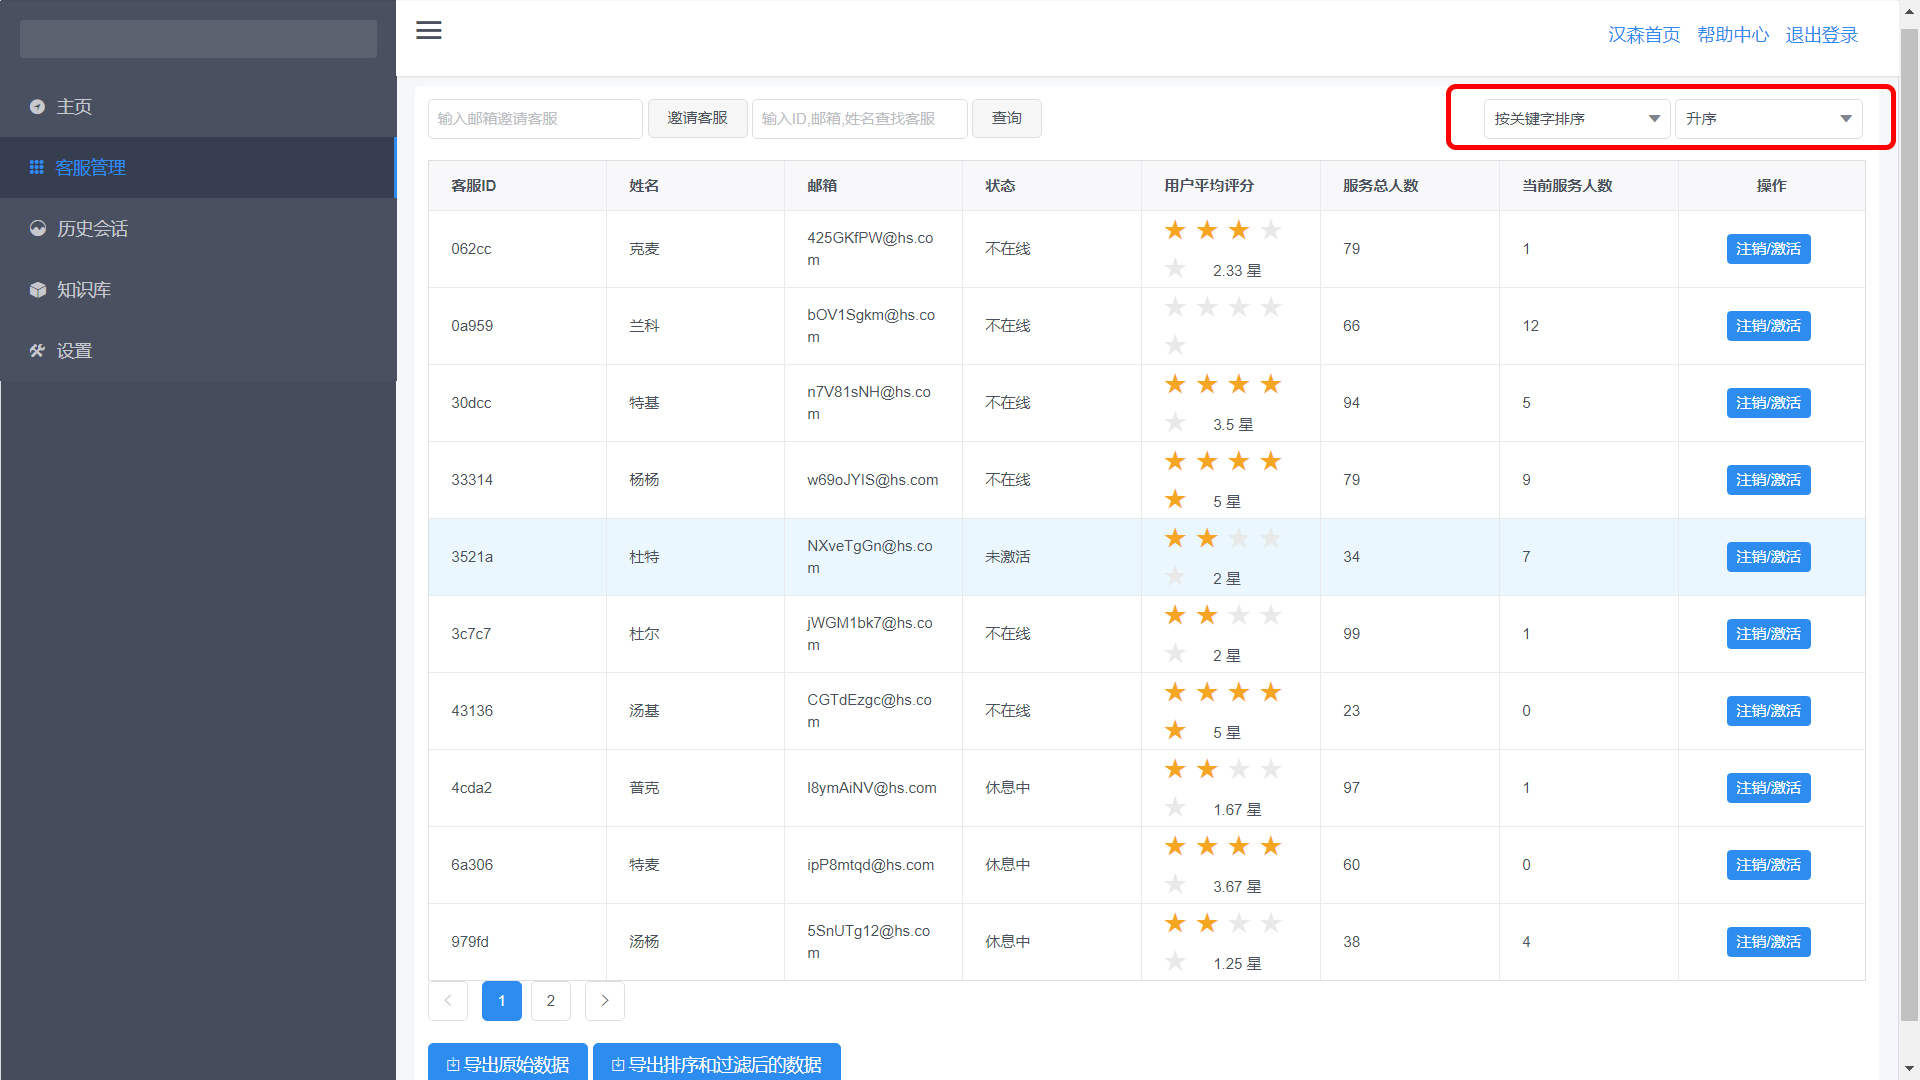 汉森首页 帮助中心 退出登录
主页
客服管理
历史会话
知识库
设置
输入邮箱邀请客服 邀请客服 输入ID,邮箱,姓名查找客服 查询 按关键字排序 升序
客服ID 姓名 邮箱 状态 用户平均评分 服务总人数 当前服务人数 操作
062cc 克麦 425GKfPW@hs.com 不在线 2.33 星 79 1 注销/激活
0a959 兰科 bOV1Sgkm@hs.com 不在线 66 12 注销/激活
30dcc 特基 n7V81sNH@hs.com 不在线 3.5 星 94 5 注销/激活
33314 杨杨 w69oJYIS@hs.com 不在线 5 星 79 9 注销/激活
3521a 杜特 NXveTgGn@hs.com 未激活 2 星 34 7 注销/激活
3c7c7 杜尔 jWGM1bk7@hs.com 不在线 2 星 99 1 注销/激活
43136 汤基 CGTdEzgc@hs.com 不在线 5 星 23 0 注销/激活
4cda2 普克 l8ymAiNV@hs.com 休息中 1.67 星 97 1 注销/激活
6a306 特麦 ipP8mtqd@hs.com 休息中 3.67 星 60 0 注销/激活
979fd 汤杨 5SnUTg12@hs.com 休息中 1.25 星 38 4 注销/激活
1 2
导出原始数据 导出排序和过滤后的数据